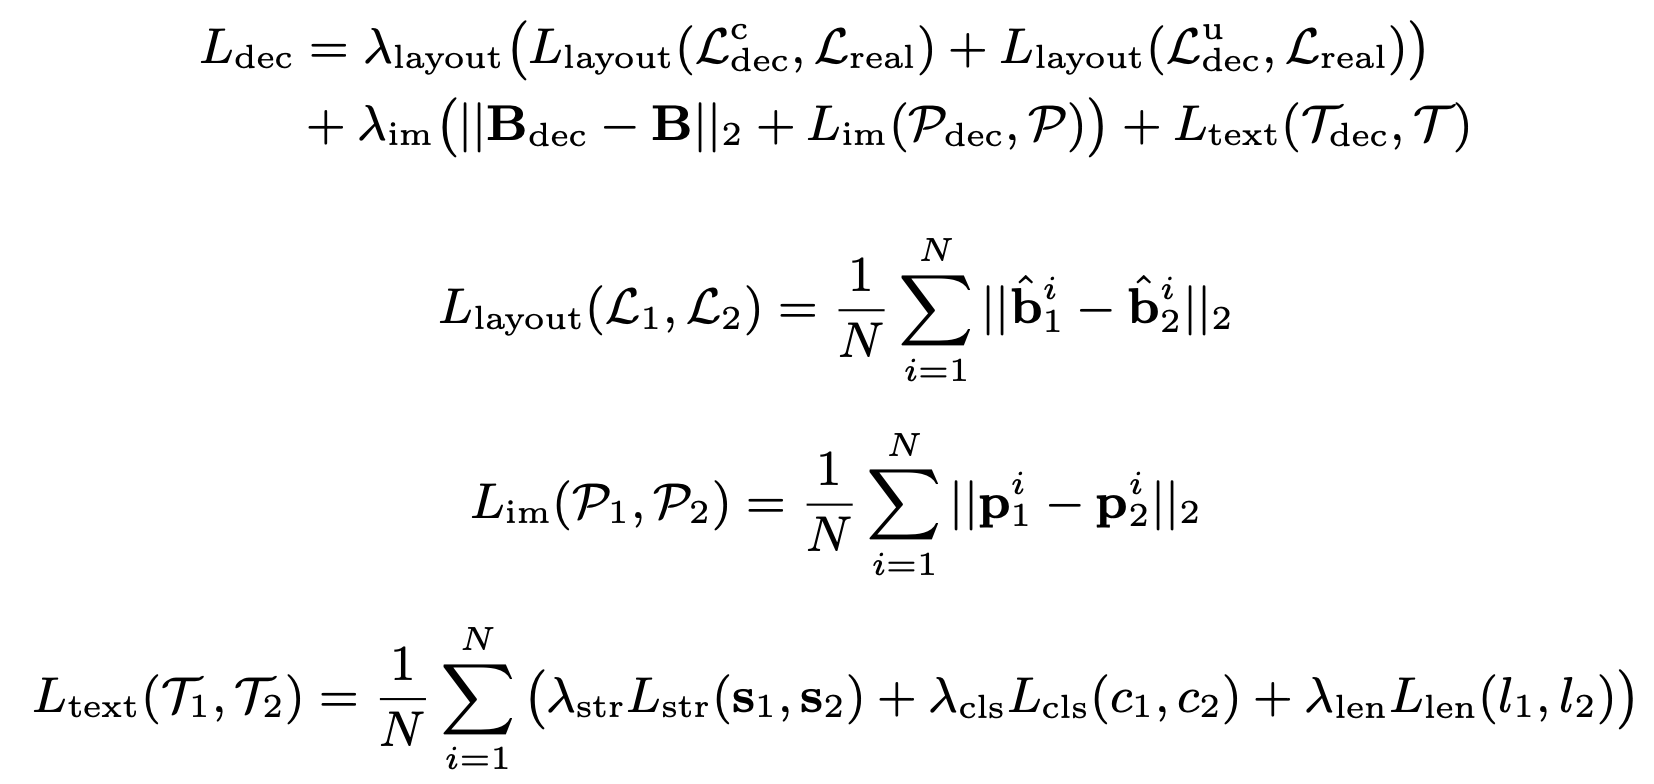 $L_{\text{dec}} = \lambda_{\text{layout}}\big(L_{\text{layout}}(\mathcal{L}^{\text{c}}_{\text{dec}}, \mathcal{L}_{\text{real}}) + L_{\text{layout}}(\mathcal{L}^{\text{u}}_{\text{dec}}, \mathcal{L}_{\text{real}})\big)$
$+ \lambda_{\text{im}}\big(||\mathbf{B}_{\text{dec}} - \mathbf{B}||_2 + L_{\text{im}}(\mathcal{P}_{\text{dec}}, \mathcal{P})\big) + L_{\text{text}}(\mathcal{T}_{\text{dec}}, \mathcal{T})$
$L_{\text{layout}}(\mathcal{L}_1, \mathcal{L}_2) = \frac{1}{N} \sum_{i=1}^{N} ||\hat{\mathbf{b}}_1^i - \hat{\mathbf{b}}_2^i||_2$
$L_{\text{im}}(\mathcal{P}_1, \mathcal{P}_2) = \frac{1}{N} \sum_{i=1}^{N} ||\mathbf{p}_1^i - \mathbf{p}_2^i||_2$
$L_{\text{text}}(\mathcal{T}_1, \mathcal{T}_2) = \frac{1}{N} \sum_{i=1}^{N} \big(\lambda_{\text{str}} L_{\text{str}}(\mathbf{s}_1, \mathbf{s}_2) + \lambda_{\text{cls}} L_{\text{cls}}(c_1, c_2) + \lambda_{\text{len}} L_{\text{len}}(l_1, l_2)\big)$